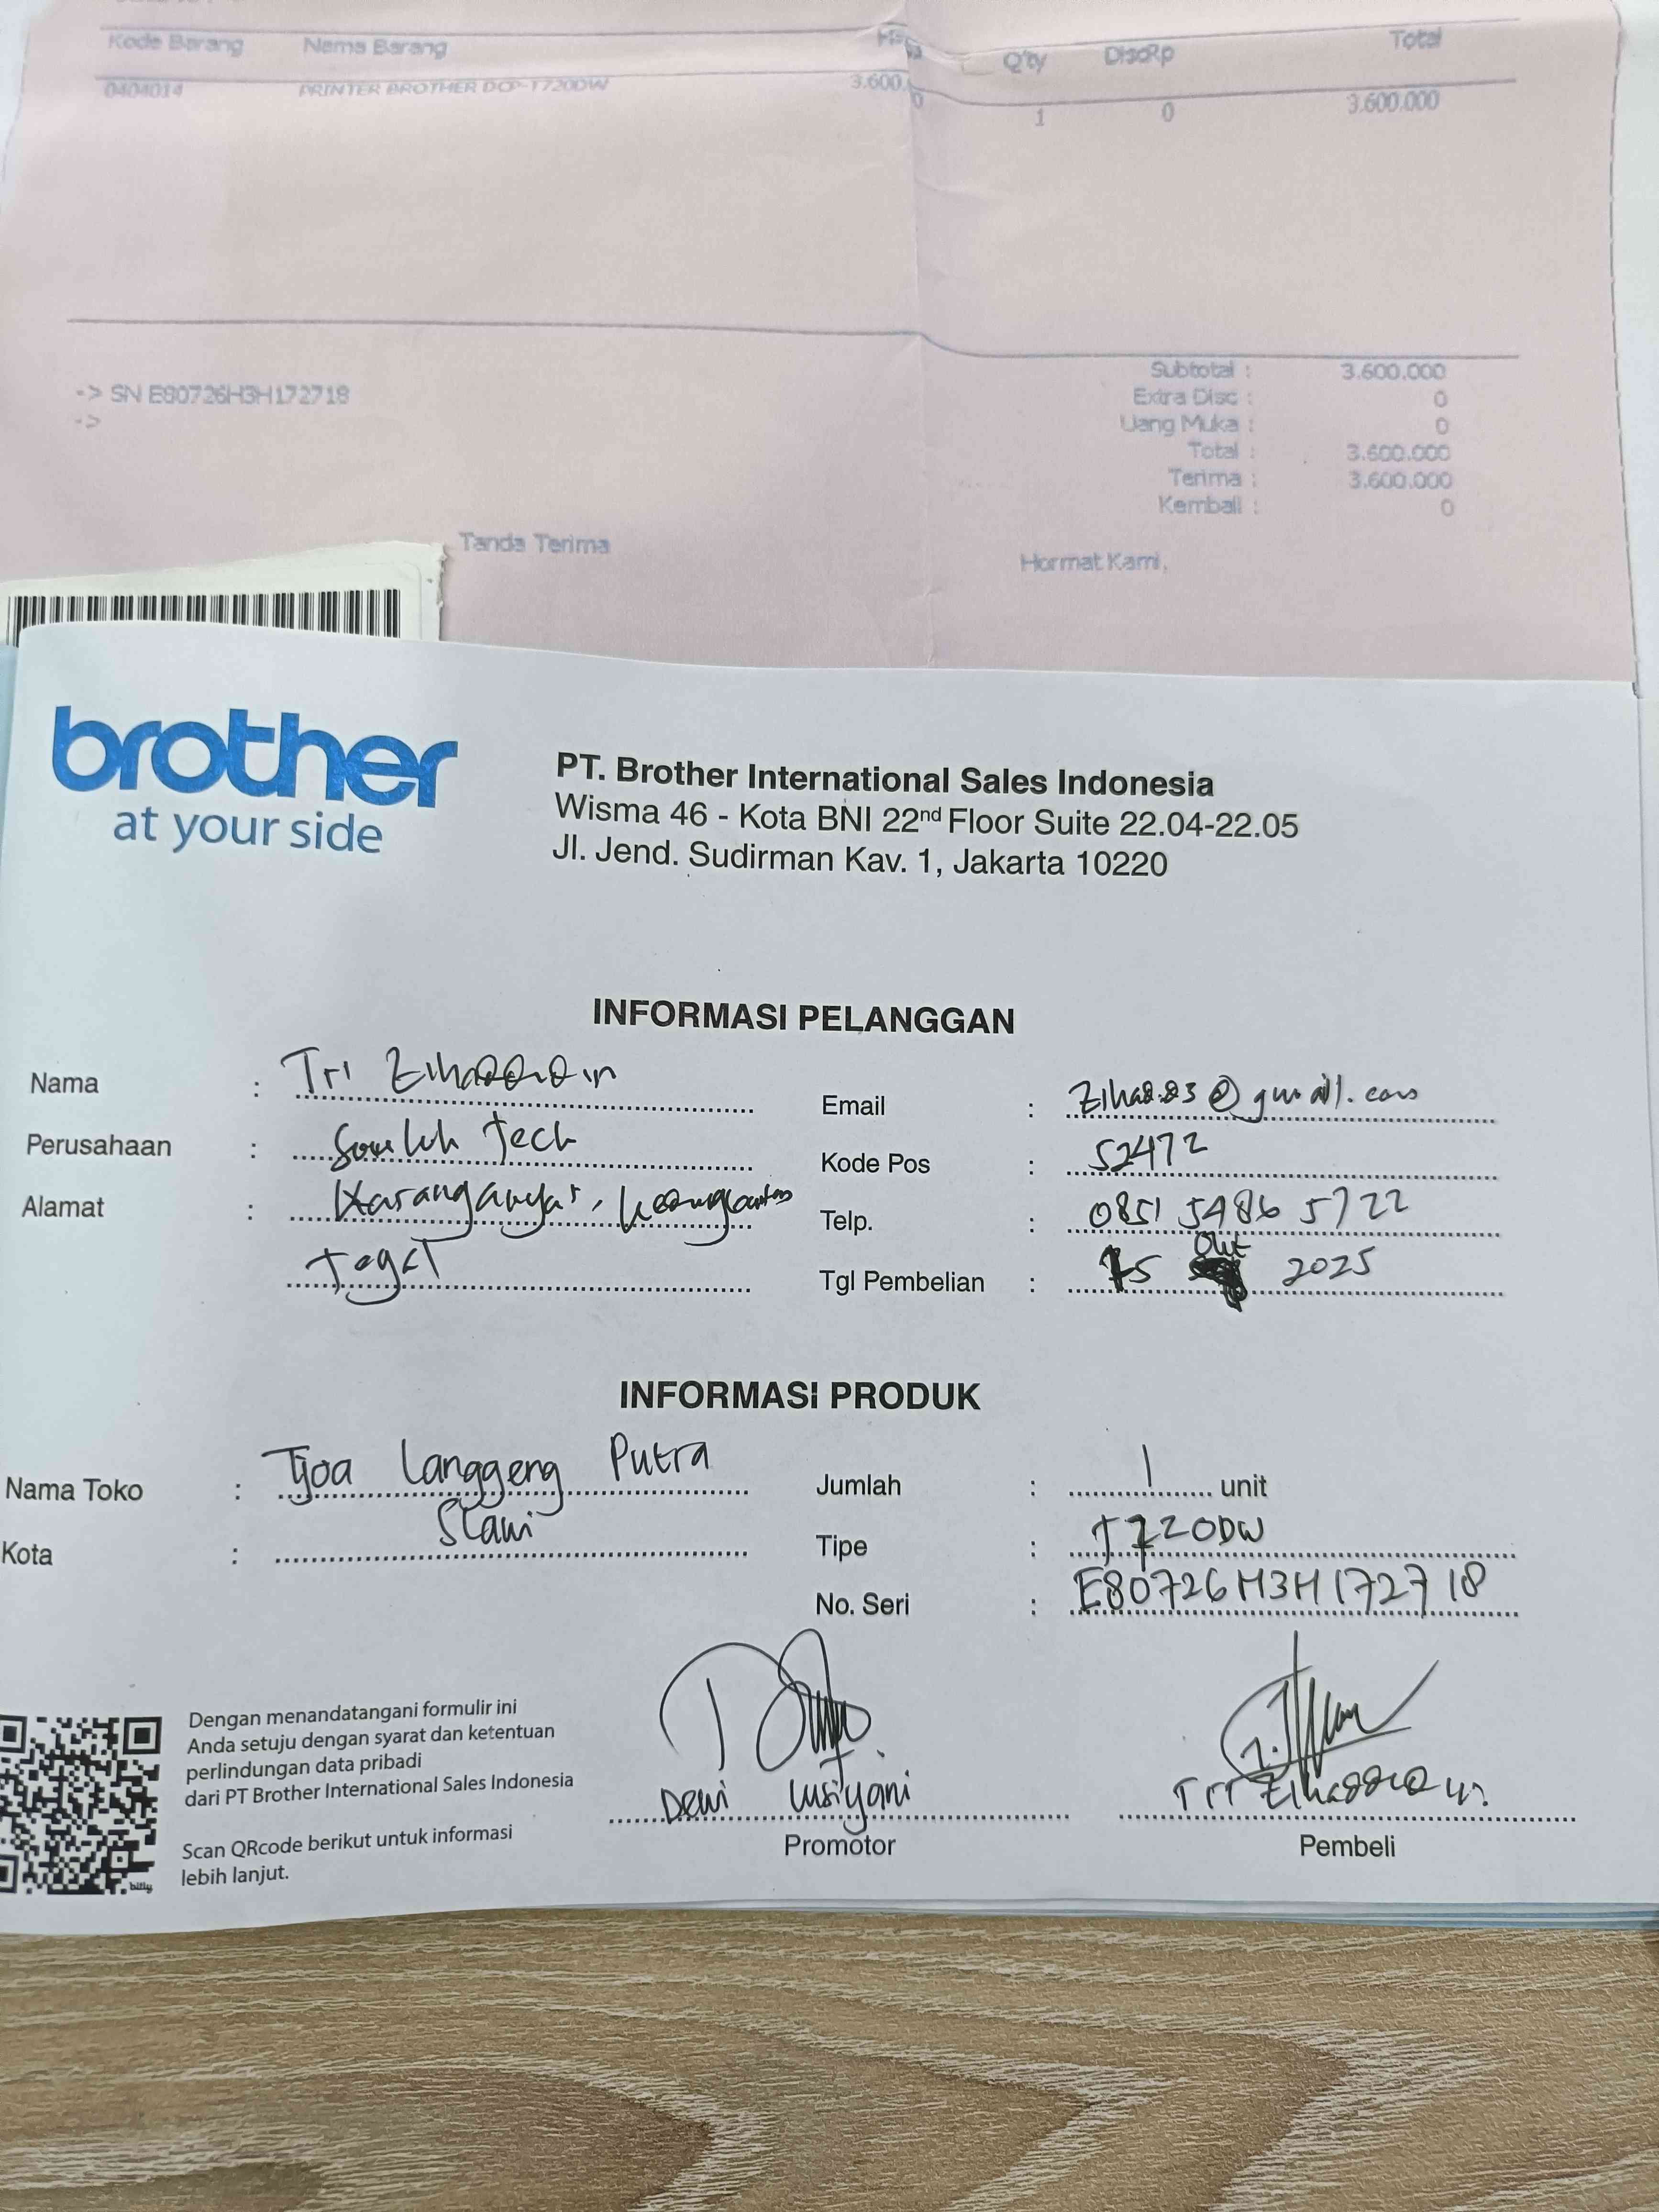 Kode Barang Nama Barang Q'ty DiscRp Total
0404014 PRINTER BROTHER DCP-T720DW 3.600. 0 1 0 3.600.000
Subtotal : 3.600.000
-> SN E80726H3H172718
Extra Disc : 0
->
Uang Muka : 0
Total : 3.600.000
Terima : 3.600.000
Kembali : 0
Tanda Terima Hormat Kami,
brother
at your side
PT. Brother International Sales Indonesia
Wisma 46 - Kota BNI 22nd Floor Suite 22.04-22.05
Jl. Jend. Sudirman Kav. 1, Jakarta 10220
INFORMASI PELANGGAN
Nama : Tri
Email : @gmail.com
Perusahaan : Tech
Kode Pos : 52472
Alamat : Karanganyar,
Telp. : 0851 5486 5722
Tegal
Tgl Pembelian : 15 Okt 2025
INFORMASI PRODUK
Nama Toko : Tjoa Langgeng Putra
Jumlah : 1 unit
Kota : Slawi
Tipe : T720DW
No. Seri : E80726H3H172718
Dengan menandatangani formulir ini
Anda setuju dengan syarat dan ketentuan
perlindungan data pribadi
dari PT Brother International Sales Indonesia
Scan QRcode berikut untuk informasi
lebih lanjut.
bitly
Dewi Lusiyani
Promotor
Tri
Pembeli